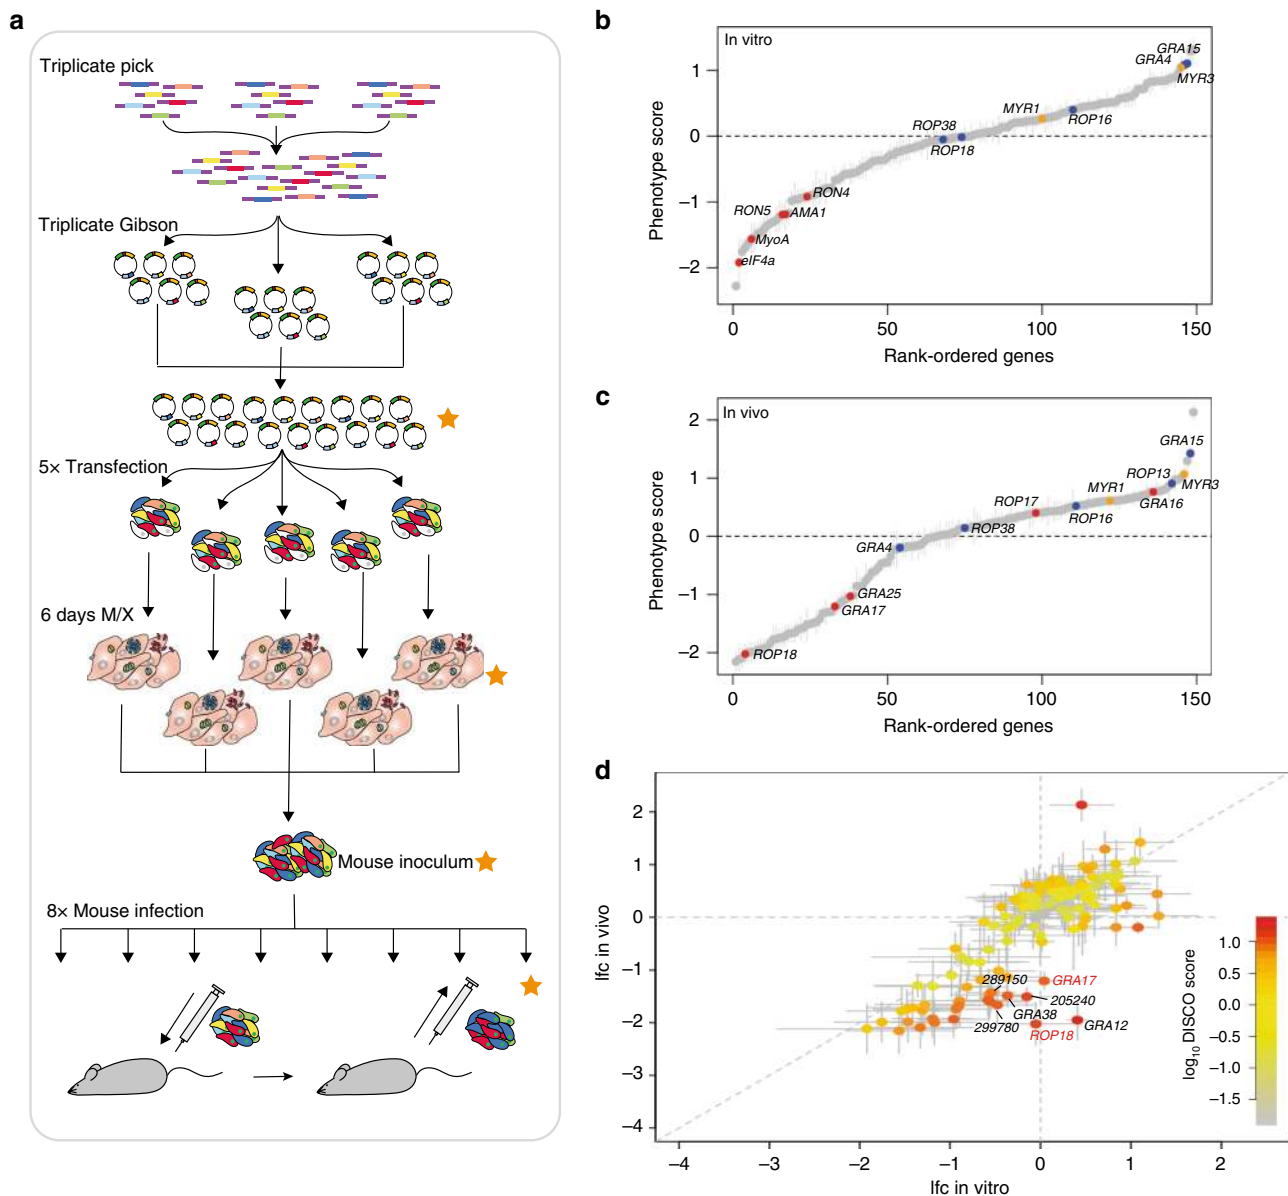 a
Triplicate pick
Triplicate Gibson
5× Transfection
6 days M/X
Mouse inoculum
8× Mouse infection
b
In vitro
Phenotype score
1
0
−1
−2
GRA15
GRA4
MYR3
MYR1
ROP16
ROP38
ROP18
RON4
RON5
AMA1
MyoA
eIF4a
0
50
100
150
Rank-ordered genes
c
In vivo
Phenotype score
2
1
0
−1
−2
GRA15
ROP13
MYR3
MYR1
GRA16
ROP17
ROP16
ROP38
GRA4
GRA25
GRA17
ROP18
0
50
100
150
Rank-ordered genes
d
lfc in vivo
2
1
0
−1
−2
−3
−4
289150
GRA17
205240
GRA38
299780
GRA12
ROP18
log10 DISCO score
1.0
0.5
0.0
−0.5
−1.0
−1.5
−4
−3
−2
−1
0
1
2
lfc in vitro